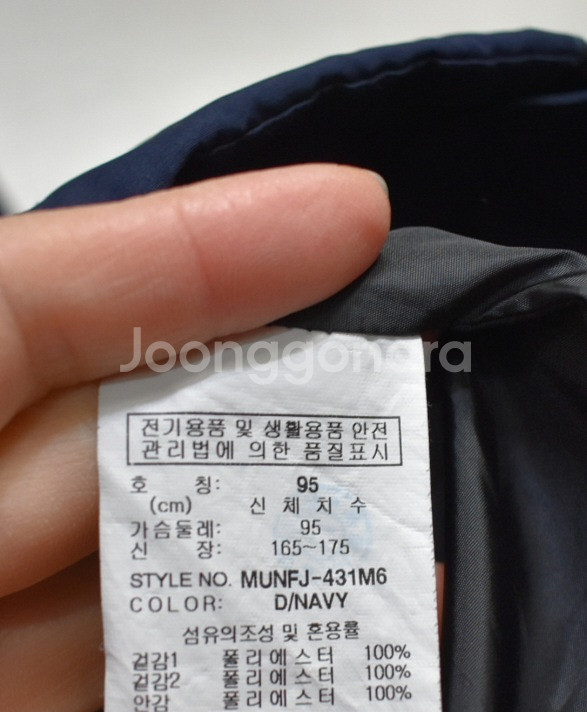 Joonggonara
전기용품 및 생활용품 안전
관리법에 의한 품질표시
호 칭: 95
(cm) 신 체 치 수
가슴둘레: 95
신 장: 165~175
STYLE NO. MUNFJ-431M6
COLOR: D/NAVY
섬유의조성 및 혼용률
겉감1 폴리에스터 100%
겉감2 폴리에스터 100%
안감 폴리에스터 100%